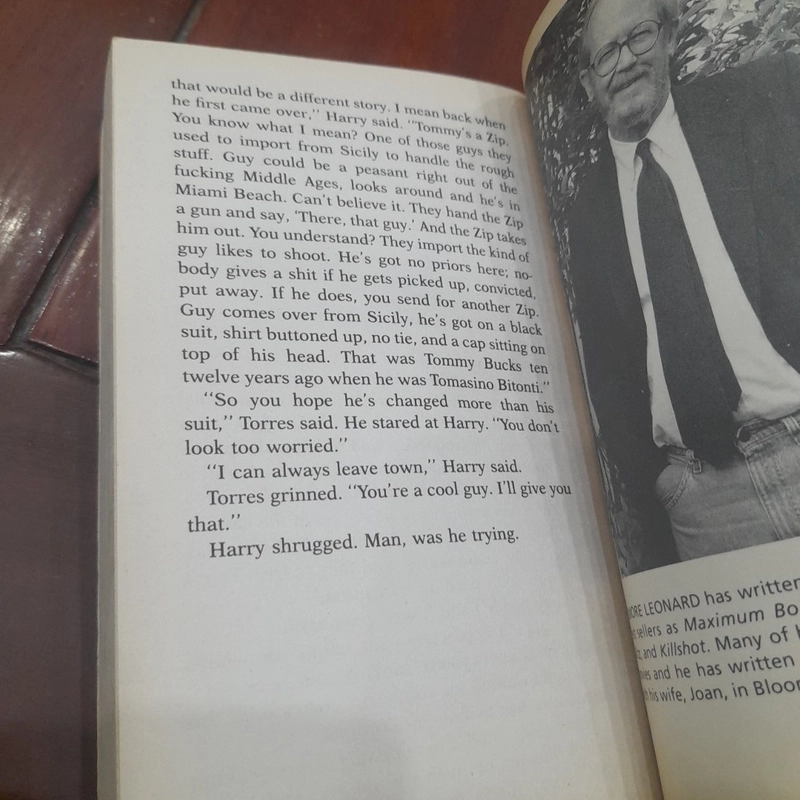 that would be a different story. I mean back when
he first came over,” Harry said. “Tommy’s a Zip.
You know what I mean? One of those guys they
used to import from Sicily to handle the rough
stuff. Guy could be a peasant right out of the
fucking Middle Ages, looks around and he’s in
Miami Beach. Can’t believe it. They hand the Zip
a gun and say, ‘There, that guy.’ And the Zip takes
him out. You understand? They import the kind of
guy likes to shoot. He’s got no priors here; no-
body gives a shit if he gets picked up, convicted,
put away. If he does, you send for another Zip.
Guy comes over from Sicily, he’s got on a black
suit, shirt buttoned up, no tie, and a cap sitting on
top of his head. That was Tommy Bucks ten
twelve years ago when he was Tomasino Bitonti.”
“So you hope he’s changed more than his
suit,” Torres said. He stared at Harry. “You don’t
look too worried.”
“I can always leave town,” Harry said.
Torres grinned. “You’re a cool guy. I’ll give you
that.”
Harry shrugged. Man, was he trying.
LEONARD has written
sellers as Maximum
and Killshot. Many of
and he has written
his wife, Joan, in